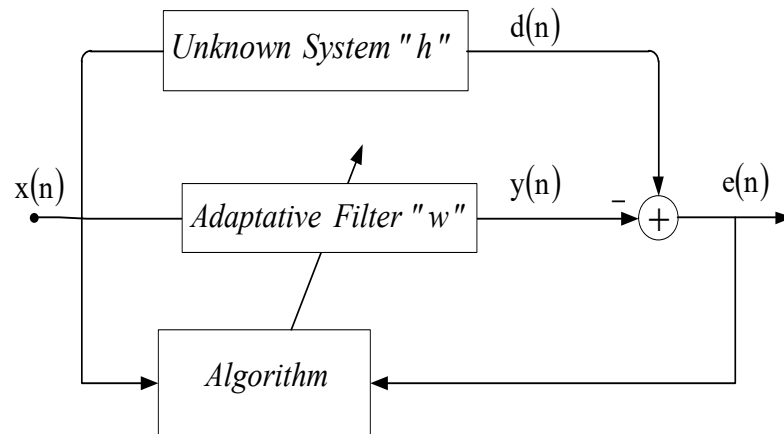 Unknown System "h"
d(n)
x(n)
Adaptative Filter "w"
y(n)
−
+
e(n)
Algorithm